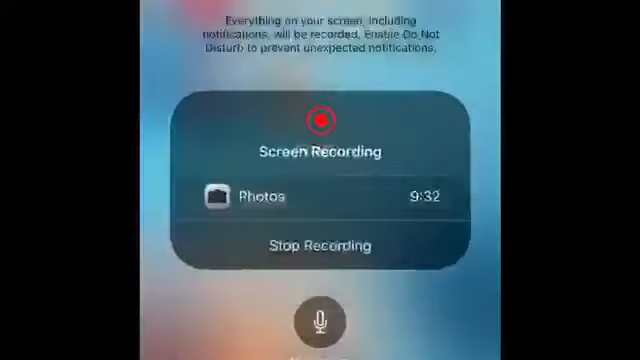 Everything on your screen, including
notifications, will be recorded. Enable Do Not
Disturb to prevent unexpected notifications.
Screen Recording
Photos
9:32
Stop Recording